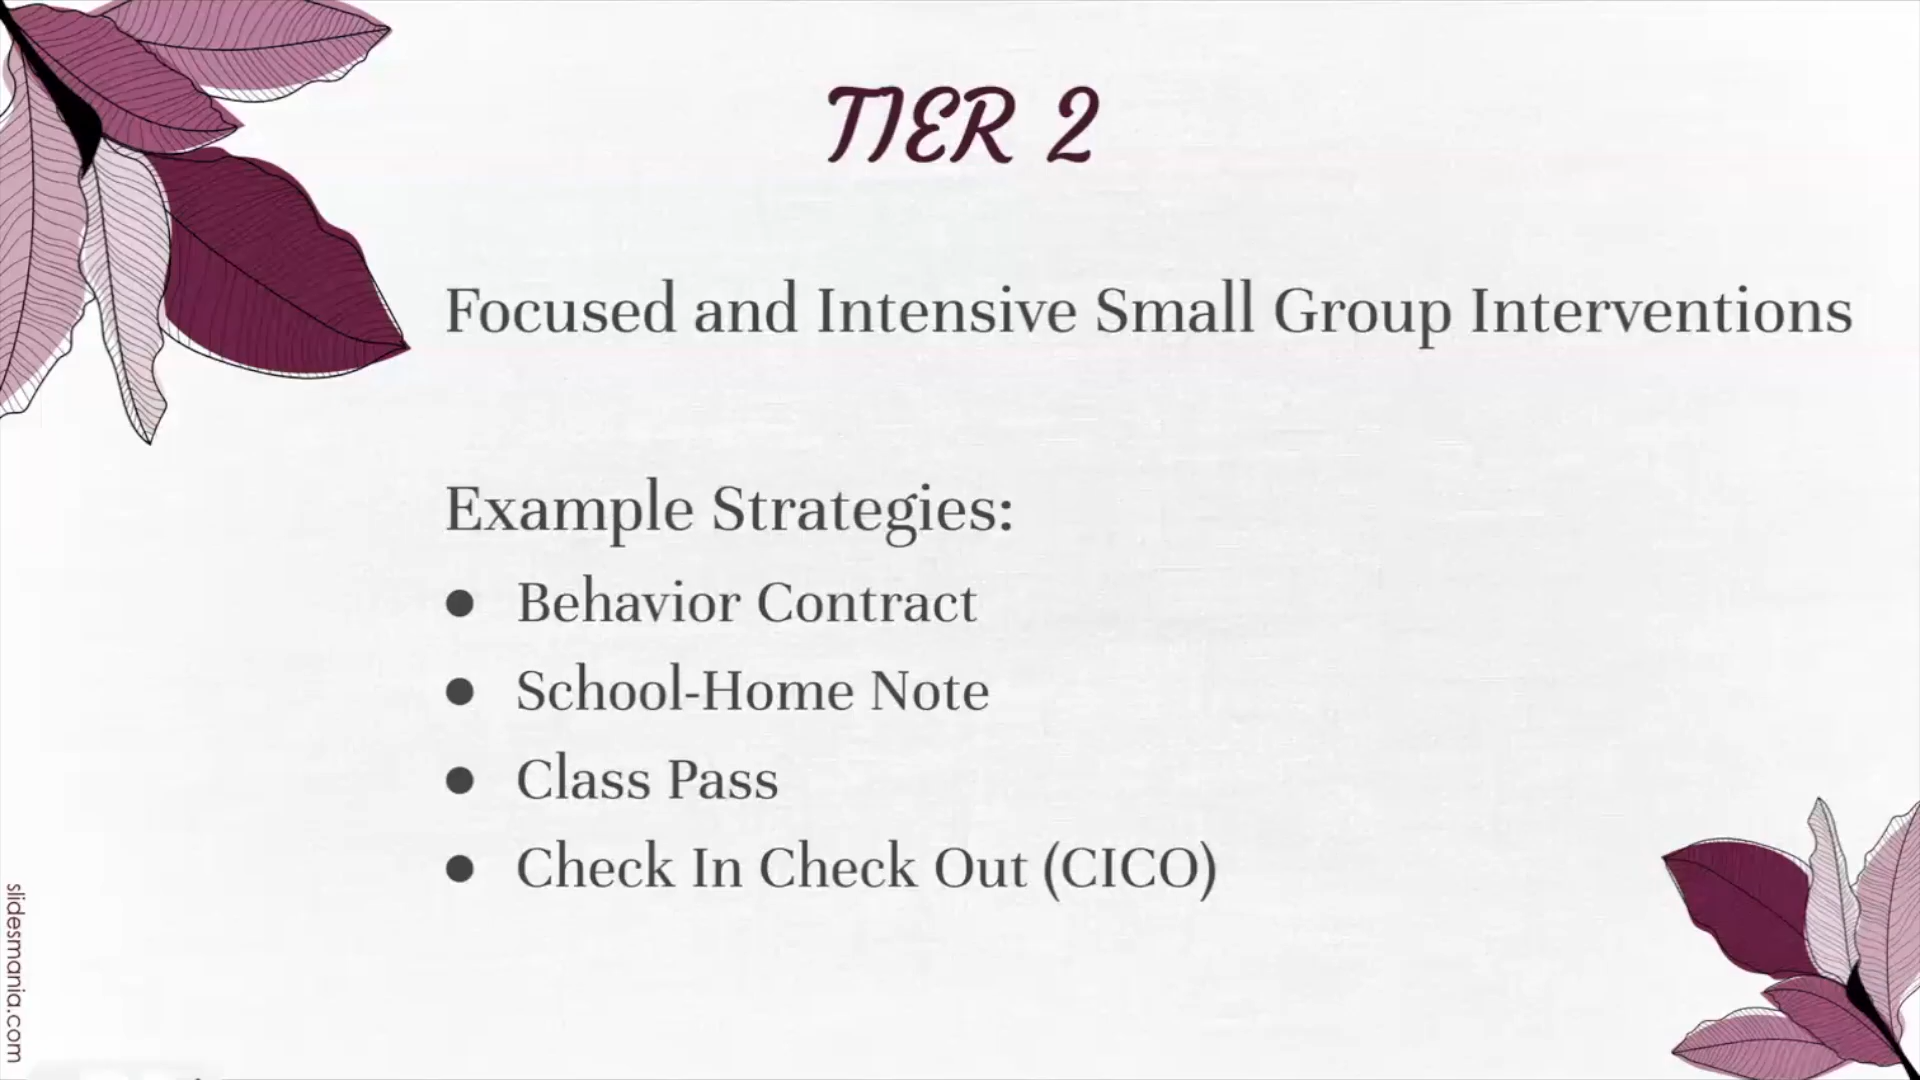 TIER 2
Focused and Intensive Small Group Interventions
Example Strategies:
● Behavior Contract
● School-Home Note
● Class Pass
● Check In Check Out (CICO)
slidesmania.com